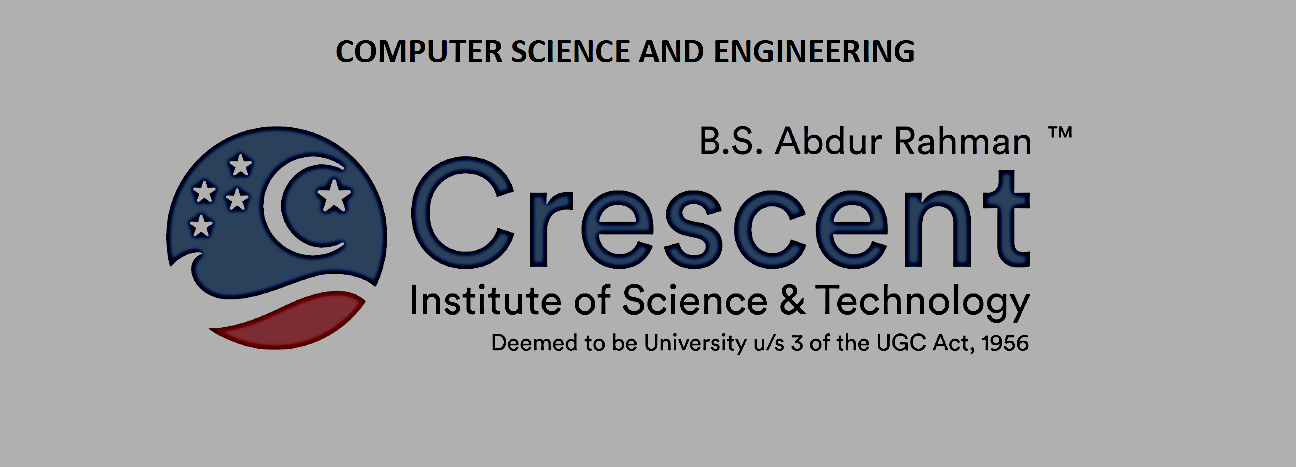 COMPUTER SCIENCE AND ENGINEERING
B.S. Abdur Rahman ™
Crescent
Institute of Science & Technology
Deemed to be University u/s 3 of the UGC Act, 1956